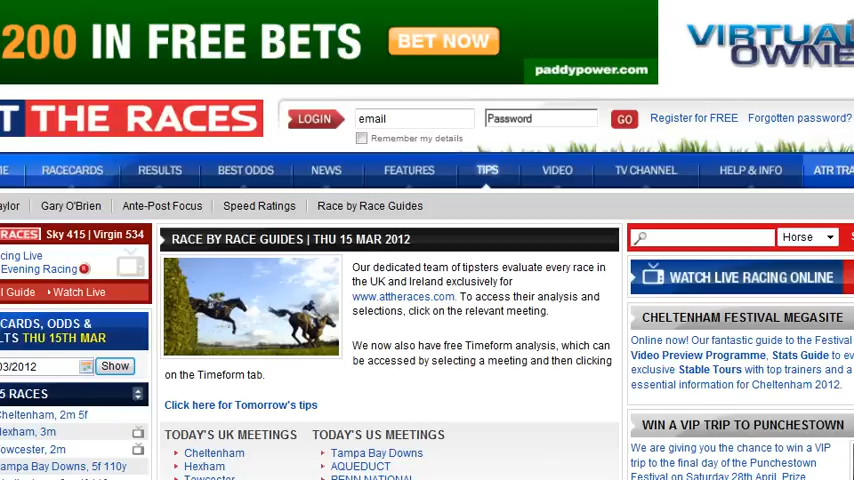 200 IN FREE BETS
BET NOW
paddypower.com
VIRTUAL
OWNE
T THE RACES
LOGIN
email
Password
GO
Register for FREE
Forgotten password?
Remember my details
ME
RACECARDS
RESULTS
BEST ODDS
NEWS
FEATURES
TIPS
VIDEO
TV CHANNEL
HELP & INFO
ATR TRA
aylor
Gary O'Brien
Ante-Post Focus
Speed Ratings
Race by Race Guides
RACES Sky 415 | Virgin 534
cing Live
Evening Racing
l Guide
Watch Live
CARDS, ODDS &
LTS THU 15TH MAR
03/2012
Show
5 RACES
Cheltenham, 2m 5f
Hexham, 3m
Towcester, 2m
Tampa Bay Downs, 5f 110y
RACE BY RACE GUIDES | THU 15 MAR 2012
Our dedicated team of tipsters evaluate every race in
the UK and Ireland exclusively for
www.attheraces.com. To access their analysis and
selections, click on the relevant meeting.
We now also have free Timeform analysis, which can
be accessed by selecting a meeting and then clicking
on the Timeform tab.
Click here for Tomorrow's tips
TODAY'S UK MEETINGS
Cheltenham
Hexham
Towcester
TODAY'S US MEETINGS
Tampa Bay Downs
AQUEDUCT
PENN NATIONAL
Horse
WATCH LIVE RACING ONLINE
CHELTENHAM FESTIVAL MEGASITE
Online now! Our fantastic guide to the Festival
Video Preview Programme, Stats Guide to ev
exclusive Stable Tours with top trainers and a
essential information for Cheltenham 2012.
WIN A VIP TRIP TO PUNCHESTOWN
We are giving you the chance to win a VIP
trip to the final day of the Punchestown
Festival on Saturday 28th April. Prize